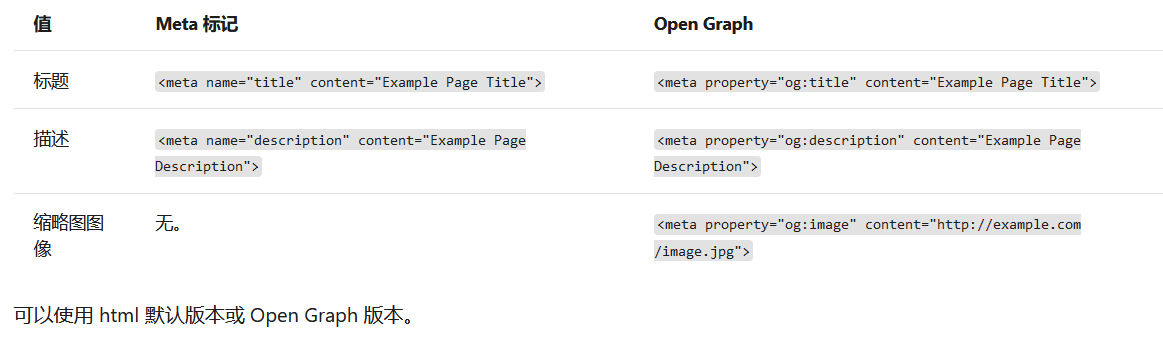 值 Meta 标记 Open Graph
标题 <meta name="title" content="Example Page Title"> <meta property="og:title" content="Example Page Title">
描述 <meta name="description" content="Example Page <meta property="og:description" content="Example Page
Description"> Description">
缩略图图 无。 <meta property="og:image" content="http://example.com
像 /image.jpg">
可以使用 html 默认版本或 Open Graph 版本。